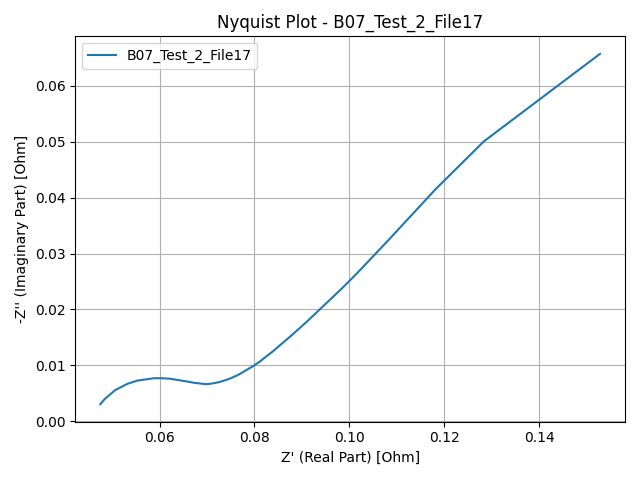 Nyquist Plot - B07_Test_2_File17
B07_Test_2_File17
-Z'' (Imaginary Part) [Ohm]
0.06
0.05
0.04
0.03
0.02
0.01
0.00
0.06 0.08 0.10 0.12 0.14
Z' (Real Part) [Ohm]